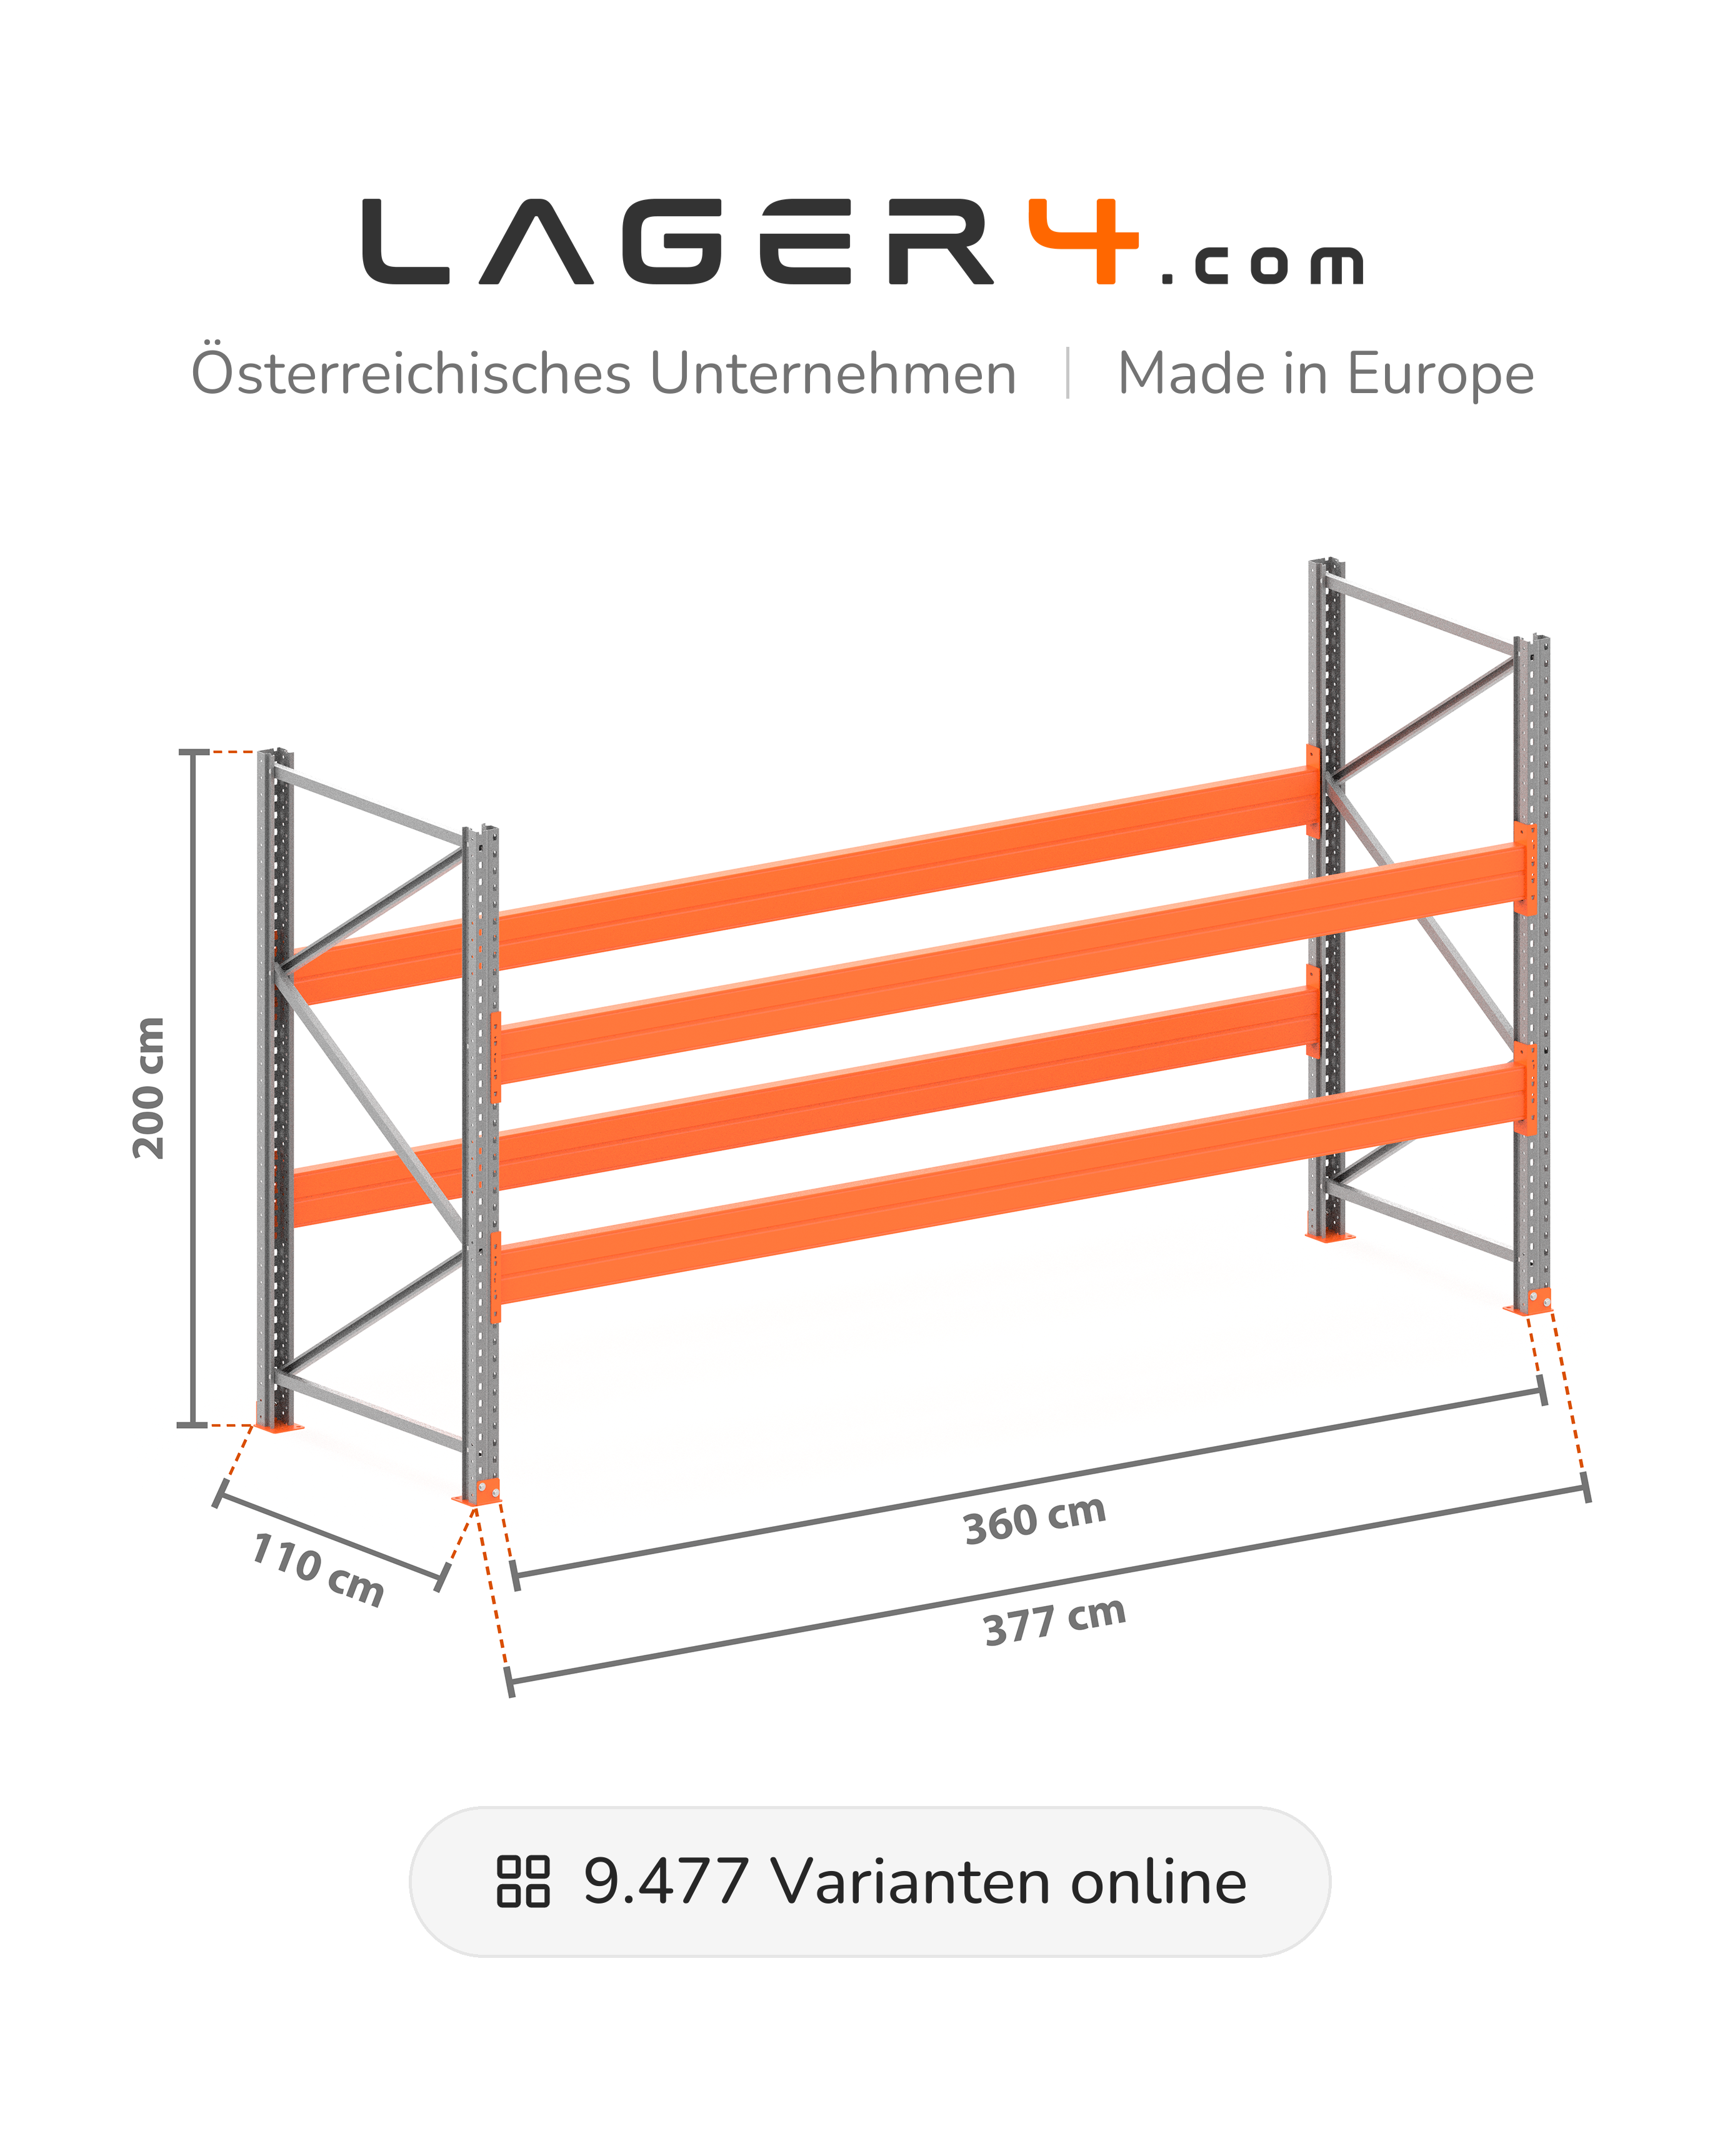 LAGER4.com
Österreichisches Unternehmen | Made in Europe
200 cm
110 cm
360 cm
377 cm
9.477 Varianten online